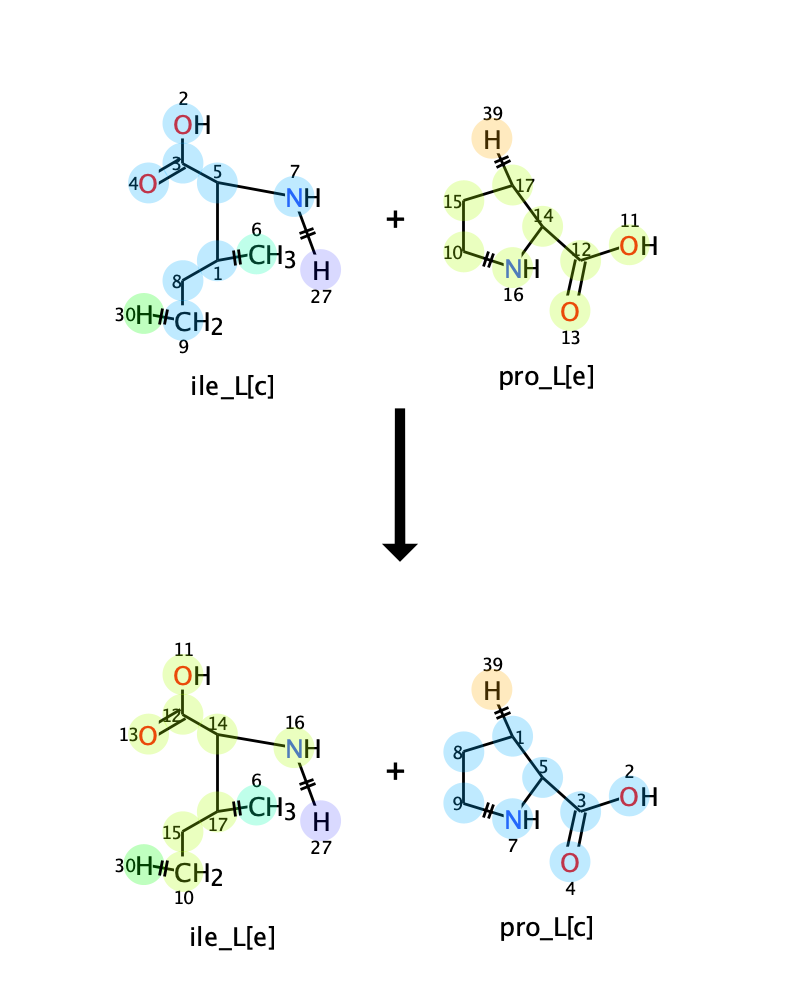 2
OH
3
4O
5
7
NH
6
CH3
1
H
27
8
30H
CH2
9
ile_L[c]
+
39
H
17
15
14
10
12
11
OH
NH
16
O
13
pro_L[e]
11
OH
12
13O
14
16
NH
6
CH3
17
H
27
15
30H
CH2
10
ile_L[e]
+
39
H
1
8
5
9
3
2
OH
NH
7
O
4
pro_L[c]